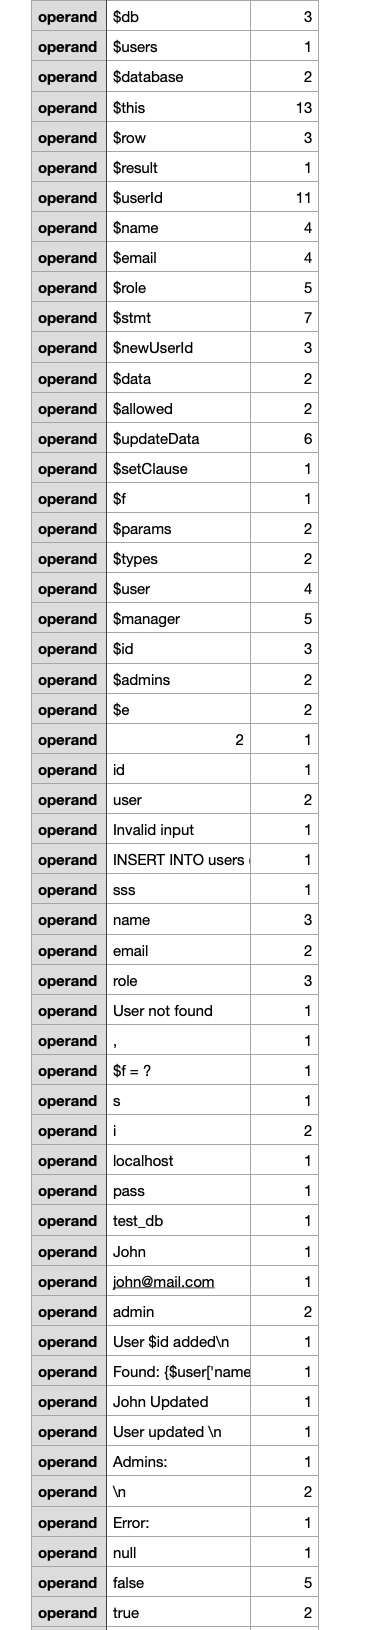 operand $db 3
operand $users 1
operand $database 2
operand $this 13
operand $row 3
operand $result 1
operand $userId 11
operand $name 4
operand $email 4
operand $role 5
operand $stmt 7
operand $newUserId 3
operand $data 2
operand $allowed 2
operand $updateData 6
operand $setClause 1
operand $f 1
operand $params 2
operand $types 2
operand $user 4
operand $manager 5
operand $id 3
operand $admins 2
operand $e 2
operand 2 1
operand id 1
operand user 2
operand Invalid input 1
operand INSERT INTO users ( 1
operand sss 1
operand name 3
operand email 2
operand role 3
operand User not found 1
operand , 1
operand $f = ? 1
operand s 1
operand i 2
operand localhost 1
operand pass 1
operand test_db 1
operand John 1
operand john@mail.com 1
operand admin 2
operand User $id added\n 1
operand Found: {$user['name 1
operand John Updated 1
operand User updated \n 1
operand Admins: 1
operand \n 2
operand Error: 1
operand null 1
operand false 5
operand true 2